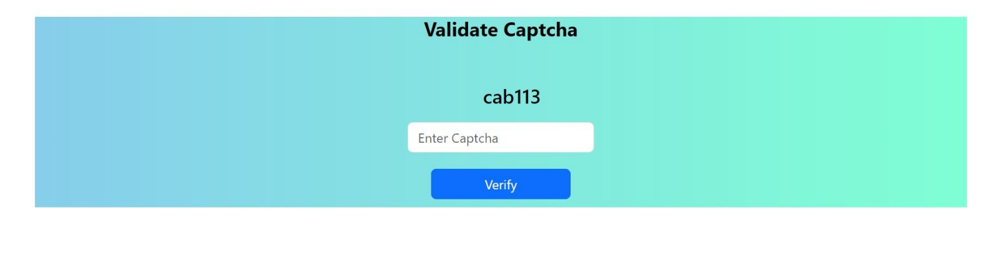 Validate Captcha
cab113
Enter Captcha
Verify